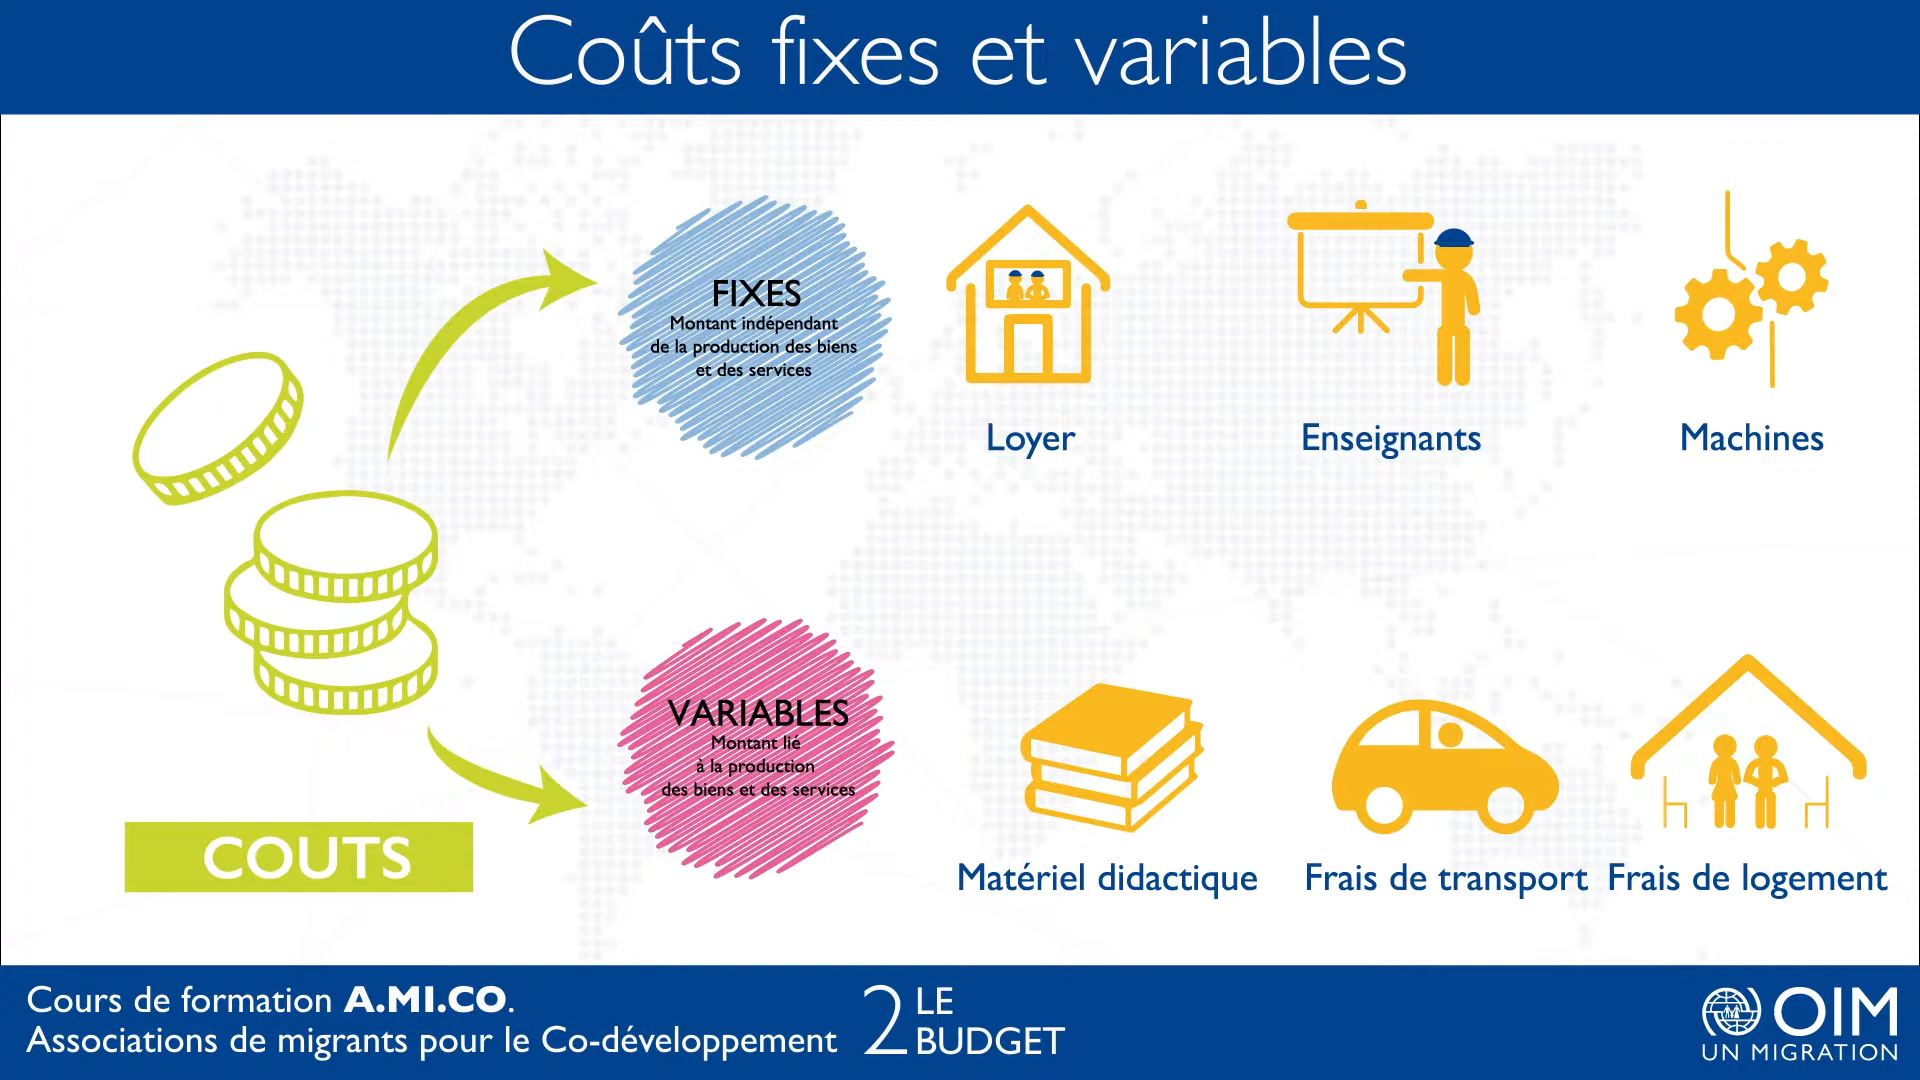 Coûts fixes et variables
FIXES
Montant indépendant
de la production des biens
et des services
Loyer
Enseignants
Machines
VARIABLES
Montant lié
à la production
des biens et des services
COUTS
Matériel didactique
Frais de transport
Frais de logement
Cours de formation A.MI.CO.
Associations de migrants pour le Co-développement
2 LE
BUDGET
OIM
UN MIGRATION